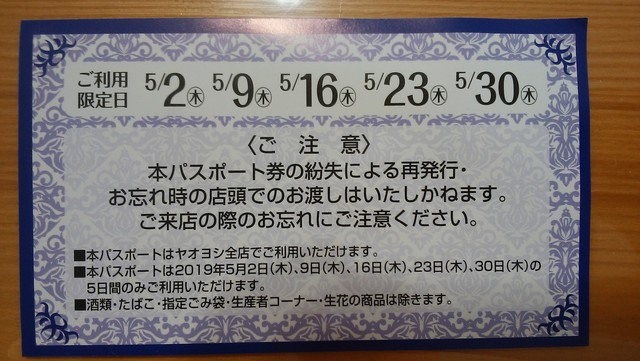 ご利用
限定日
5/2㊍ 5/9㊍ 5/16㊍ 5/23㊍ 5/30㊍
〈ご 注 意〉
本パスポート券の紛失による再発行・
お忘れ時の店頭でのお渡しはいたしかねます。
ご来店の際のお忘れにご注意ください。
■本パスポートはヤオヨシ全店でご利用いただけます。
■本パスポートは2019年5月2日(木)、9日(木)、16日(木)、23日(木)、30日(木)の
5日間のみご利用いただけます。
■酒類・たばこ・指定ごみ袋・生産者コーナー・生花の商品は除きます。